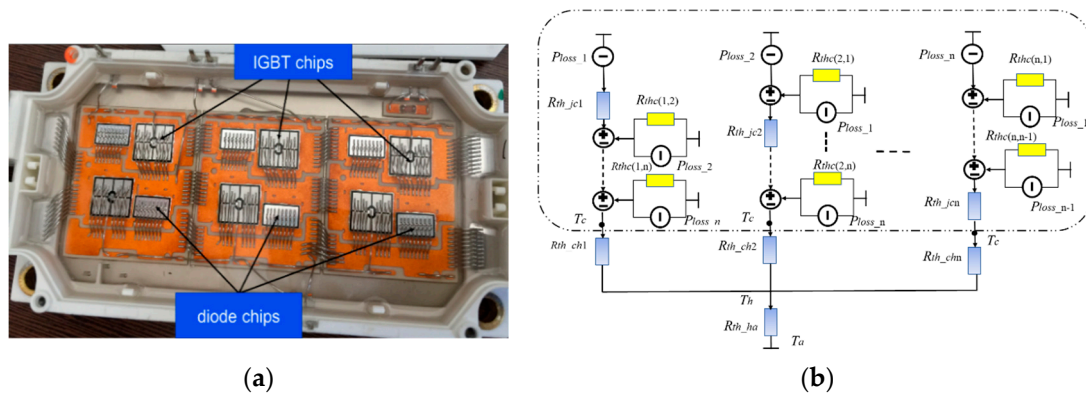 IGBT chips
diode chips
(a)
Ploss_1
Rth_jc1
Rthc(1,2)
Ploss_2
Rthc(1,n)
Ploss_n
Tc
Rth_ch1
Ploss_2
Rthc(2,1)
Ploss_1
Rth_jc2
Rthc(2,n)
Ploss_n
Tc
Rth_ch2
Ploss_n
Rthc(n,1)
Ploss_1
Rthc(n,n-1)
Ploss_n-1
Rth_jcn
Tc
Rth_chn
Th
Rth_ha
Ta
(b)